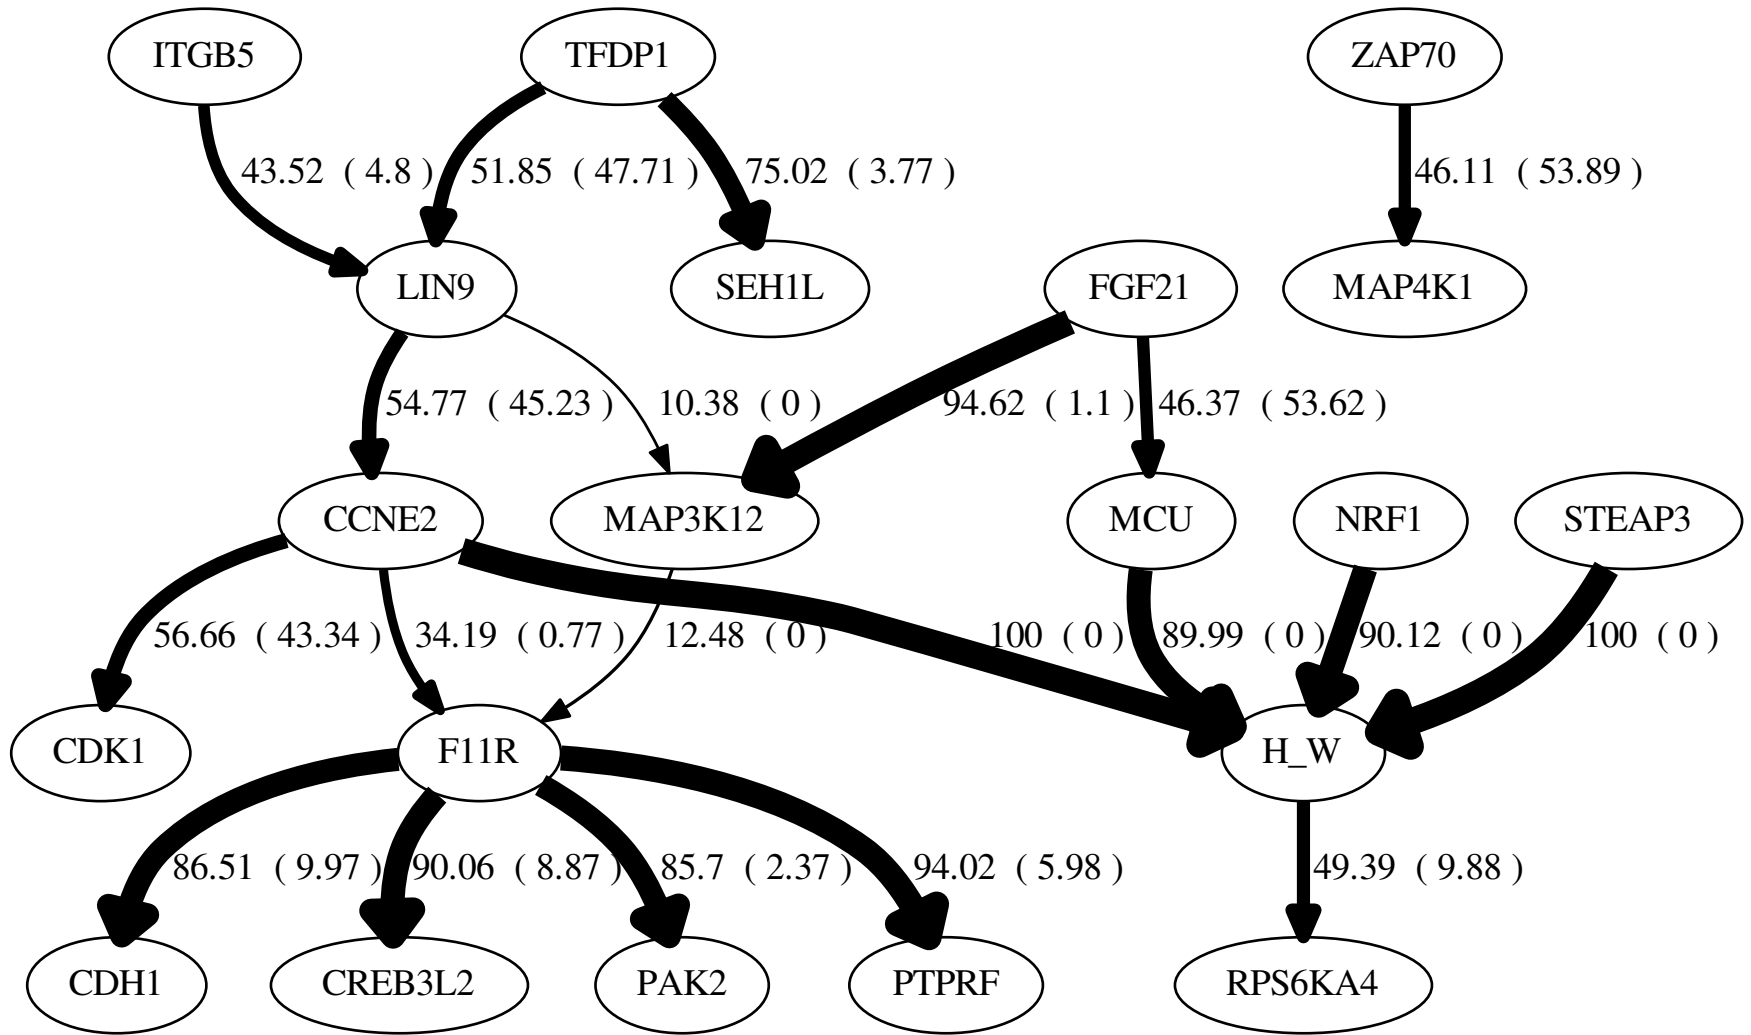 ITGB5 TFDP1 ZAP70
43.52 ( 4.8 ) 51.85 ( 47.71 ) 75.02 ( 3.77 ) 46.11 ( 53.89 )
LIN9 SEH1L FGF21 MAP4K1
54.77 ( 45.23 ) 10.38 ( 0 ) 94.62 ( 1.1 ) 46.37 ( 53.62 )
CCNE2 MAP3K12 MCU NRF1 STEAP3
56.66 ( 43.34 ) 34.19 ( 0.77 ) 12.48 ( 0 ) 100 ( 0 ) 89.99 ( 0 ) 90.12 ( 0 ) 100 ( 0 )
CDK1 F11R H_W
86.51 ( 9.97 ) 90.06 ( 8.87 ) 85.7 ( 2.37 ) 94.02 ( 5.98 ) 49.39 ( 9.88 )
CDH1 CREB3L2 PAK2 PTPRF RPS6KA4